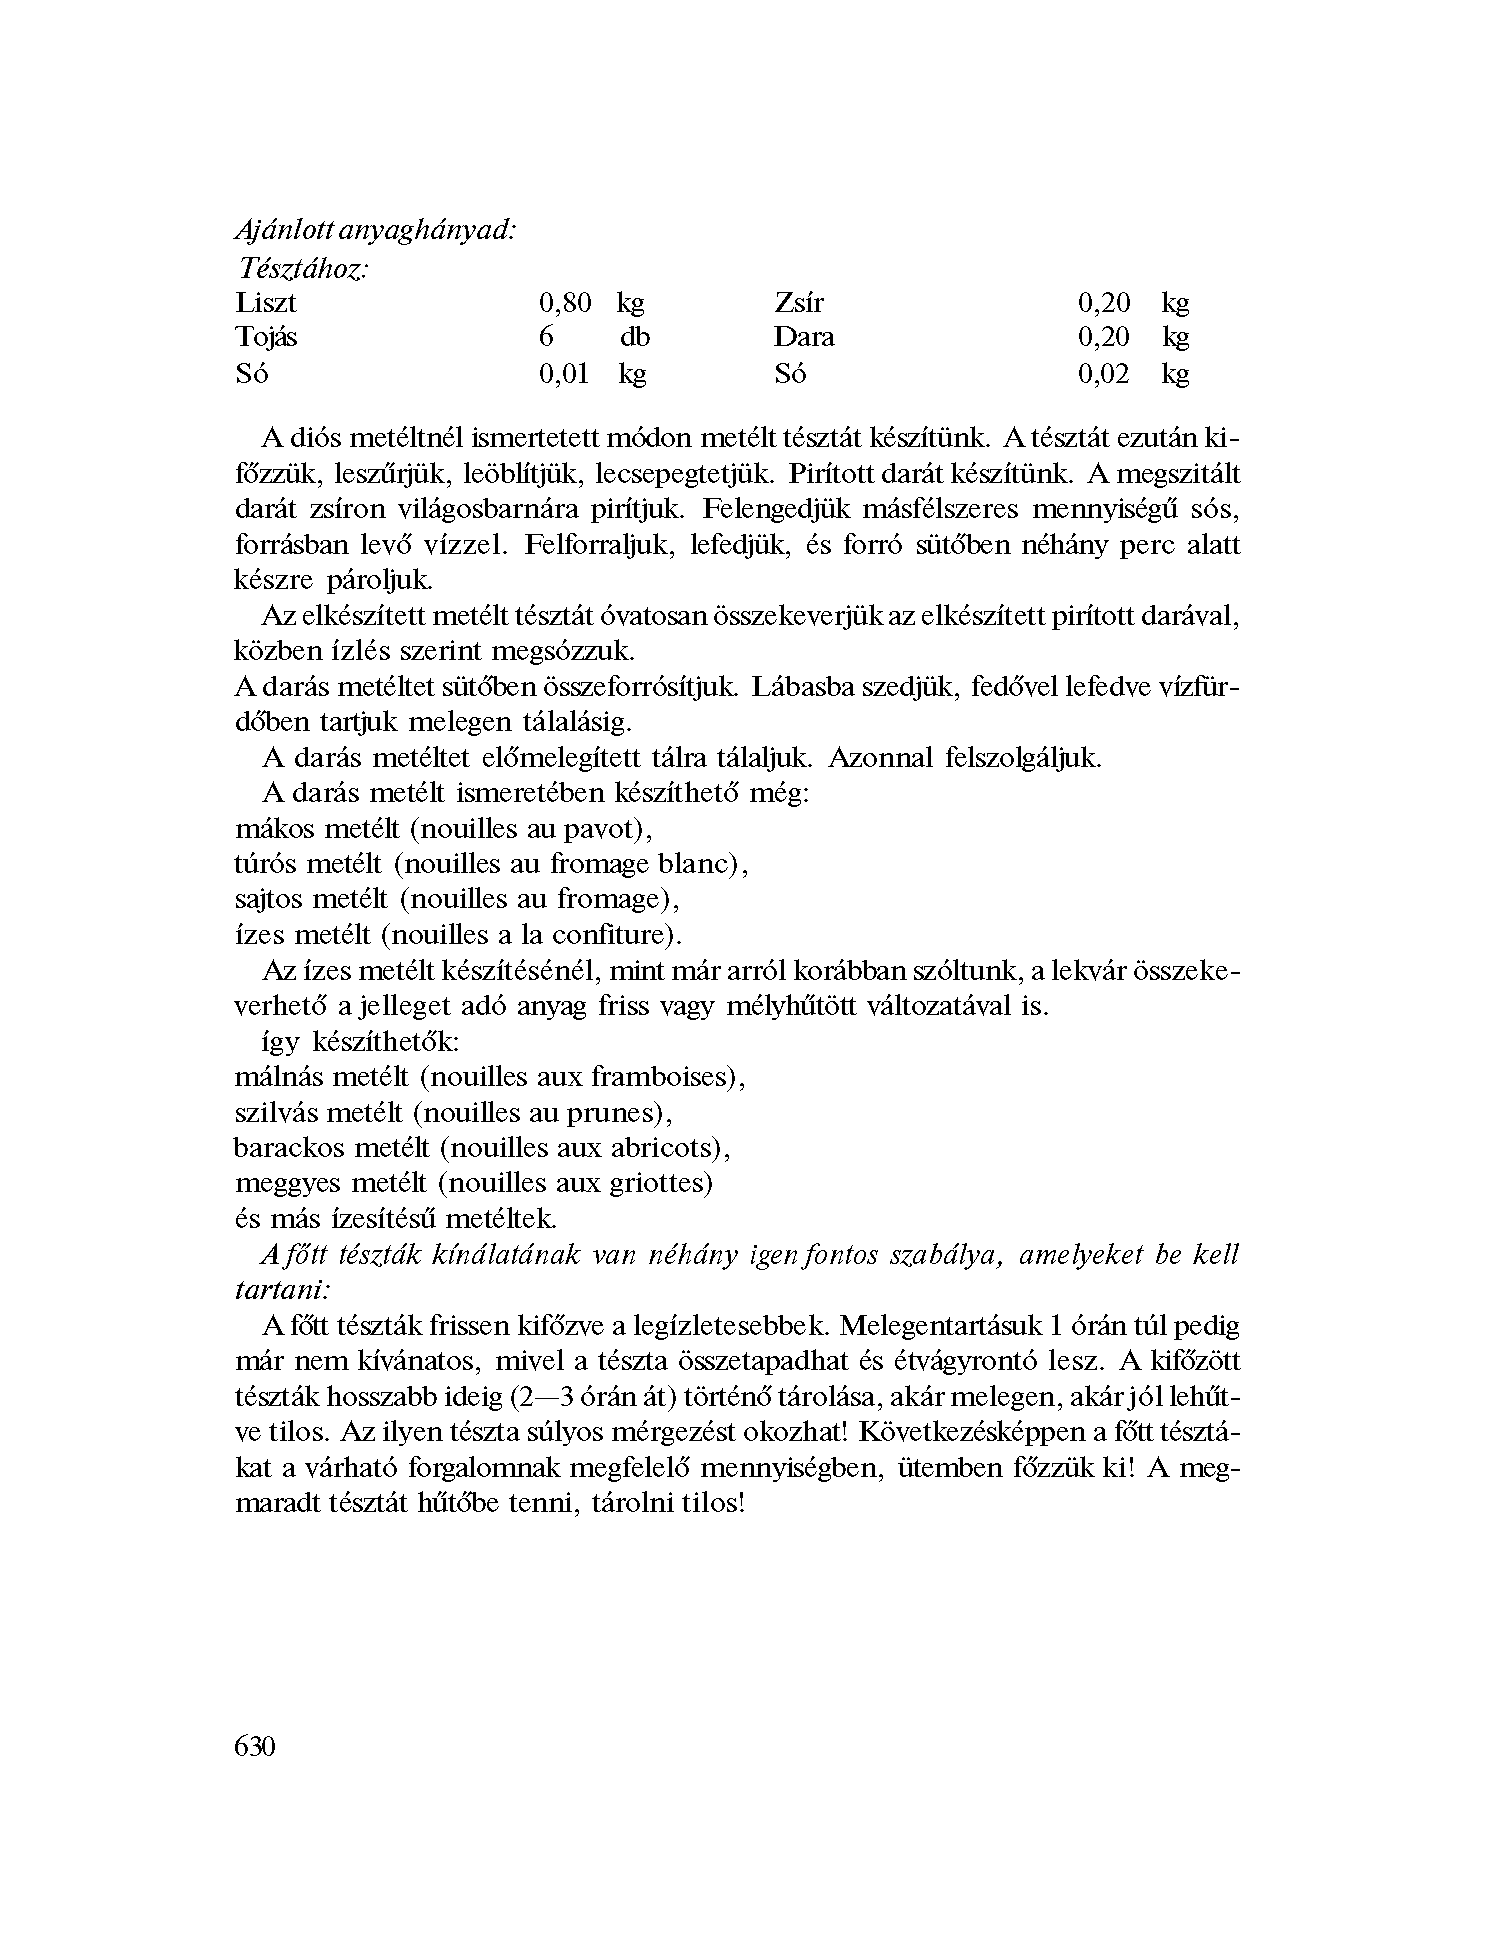 Ajánlott anyaghányad:
Tésztához:
Liszt 0,80 kg Zsír 0,20 kg
Tojás 6 db Dara 0,20 kg
Só 0,01 kg Só 0,02 kg
A diós metéltnél ismertetett módon metélt tésztát készítünk. A tésztát ezután ki-
főzzük, leszűrjük, leöblítjük, lecsepegtetjük. Pirított darát készítünk. A megszitált
darát zsíron világosbarnára pirítjuk. Felengedjük másfélszeres mennyiségű sós,
forrásban levő vízzel. Felforraljuk, lefedjük, és forró sütőben néhány perc alatt
készre pároljuk.
Az elkészített metélt tésztát óvatosan összekeverjük az elkészített pirított darával,
közben ízlés szerint megsózzuk.
A darás metéltet sütőben összeforrósítjuk. Lábasba szedjük, fedővel lefedve vízfür-
dőben tartjuk melegen tálalásig.
A darás metéltet előmelegített tálra tálaljuk. Azonnal felszolgáljuk.
A darás metélt ismeretében készíthető még:
mákos metélt (nouilles au pavot),
túrós metélt (nouilles au fromage blanc),
sajtos metélt (nouilles au fromage),
ízes metélt (nouilles a la confiture).
Az ízes metélt készítésénél, mint már arról korábban szóltunk, a lekvár összeke-
verhető a jelleget adó anyag friss vagy mélyhűtött változatával is.
így készíthetők:
málnás metélt (nouilles aux framboises),
szilvás metélt (nouilles au prunes),
barackos metélt (nouilles aux abricots),
meggyes metélt (nouilles aux griottes)
és más ízesítésű metéltek.
A főtt tészták kínálatának van néhány igen fontos szabálya, amelyeket be kell
tartani:
A főtt tészták frissen kifőzve a legízletesebbek. Melegentartásuk 1 órán túl pedig
már nem kívánatos, mivel a tészta összetapadhat és étvágyrontó lesz. A kifőzött
tészták hosszabb ideig (2—3 órán át) történő tárolása, akár melegen, akár jól lehűt-
ve tilos. Az ilyen tészta súlyos mérgezést okozhat! Következésképpen a főtt tésztá-
kat a várható forgalomnak megfelelő mennyiségben, ütemben főzzük ki! A meg-
maradt tésztát hűtőbe tenni, tárolni tilos!
630